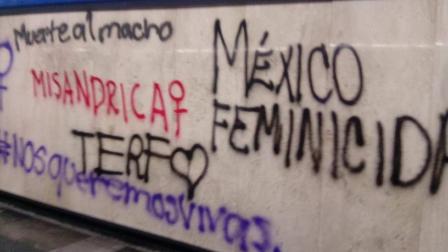 Muerte al macho
MISANDRICA♀
MÉXICO
FEMINICIDA
TERF♡
#NOSqueremosvivas.